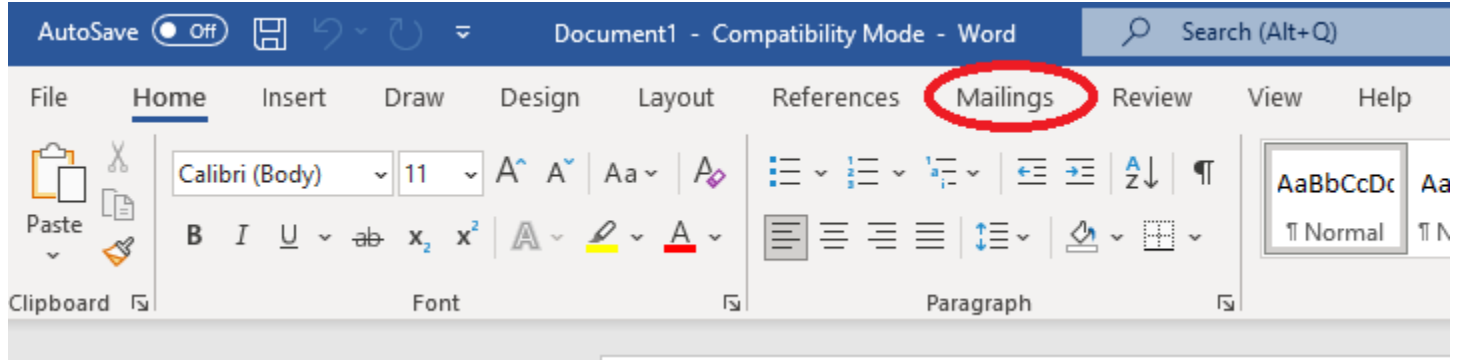 AutoSave Off Document1 - Compatibility Mode - Word Search (Alt+Q)
File Home Insert Draw Design Layout References Mailings Review View Help
Calibri (Body) 11 Aa AaBbCcDc Aa
Paste B I U ab x₂ x² A A ¶ Normal ¶ N
Clipboard Font Paragraph